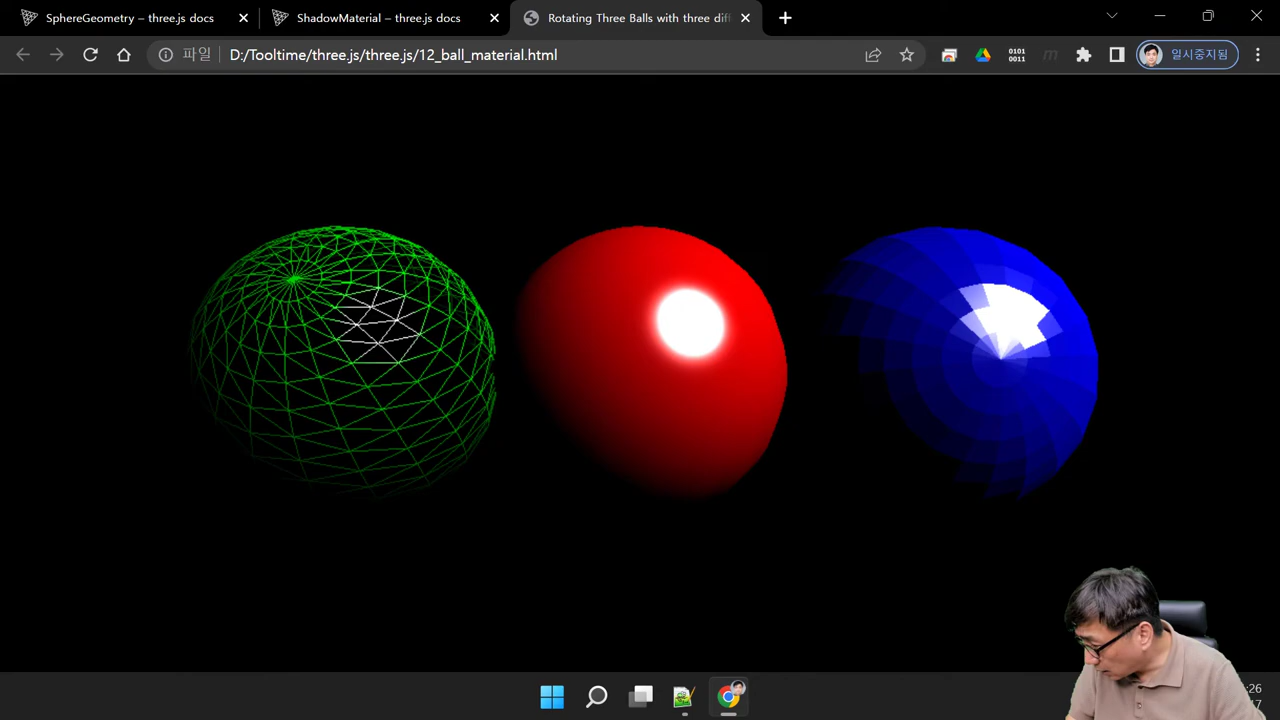 SphereGeometry – three.js docs
ShadowMaterial – three.js docs
Rotating Three Balls with three diff
파일
D:/Tooltime/three.js/three.js/12_ball_material.html
0101
0011
m
일시중지됨
:26